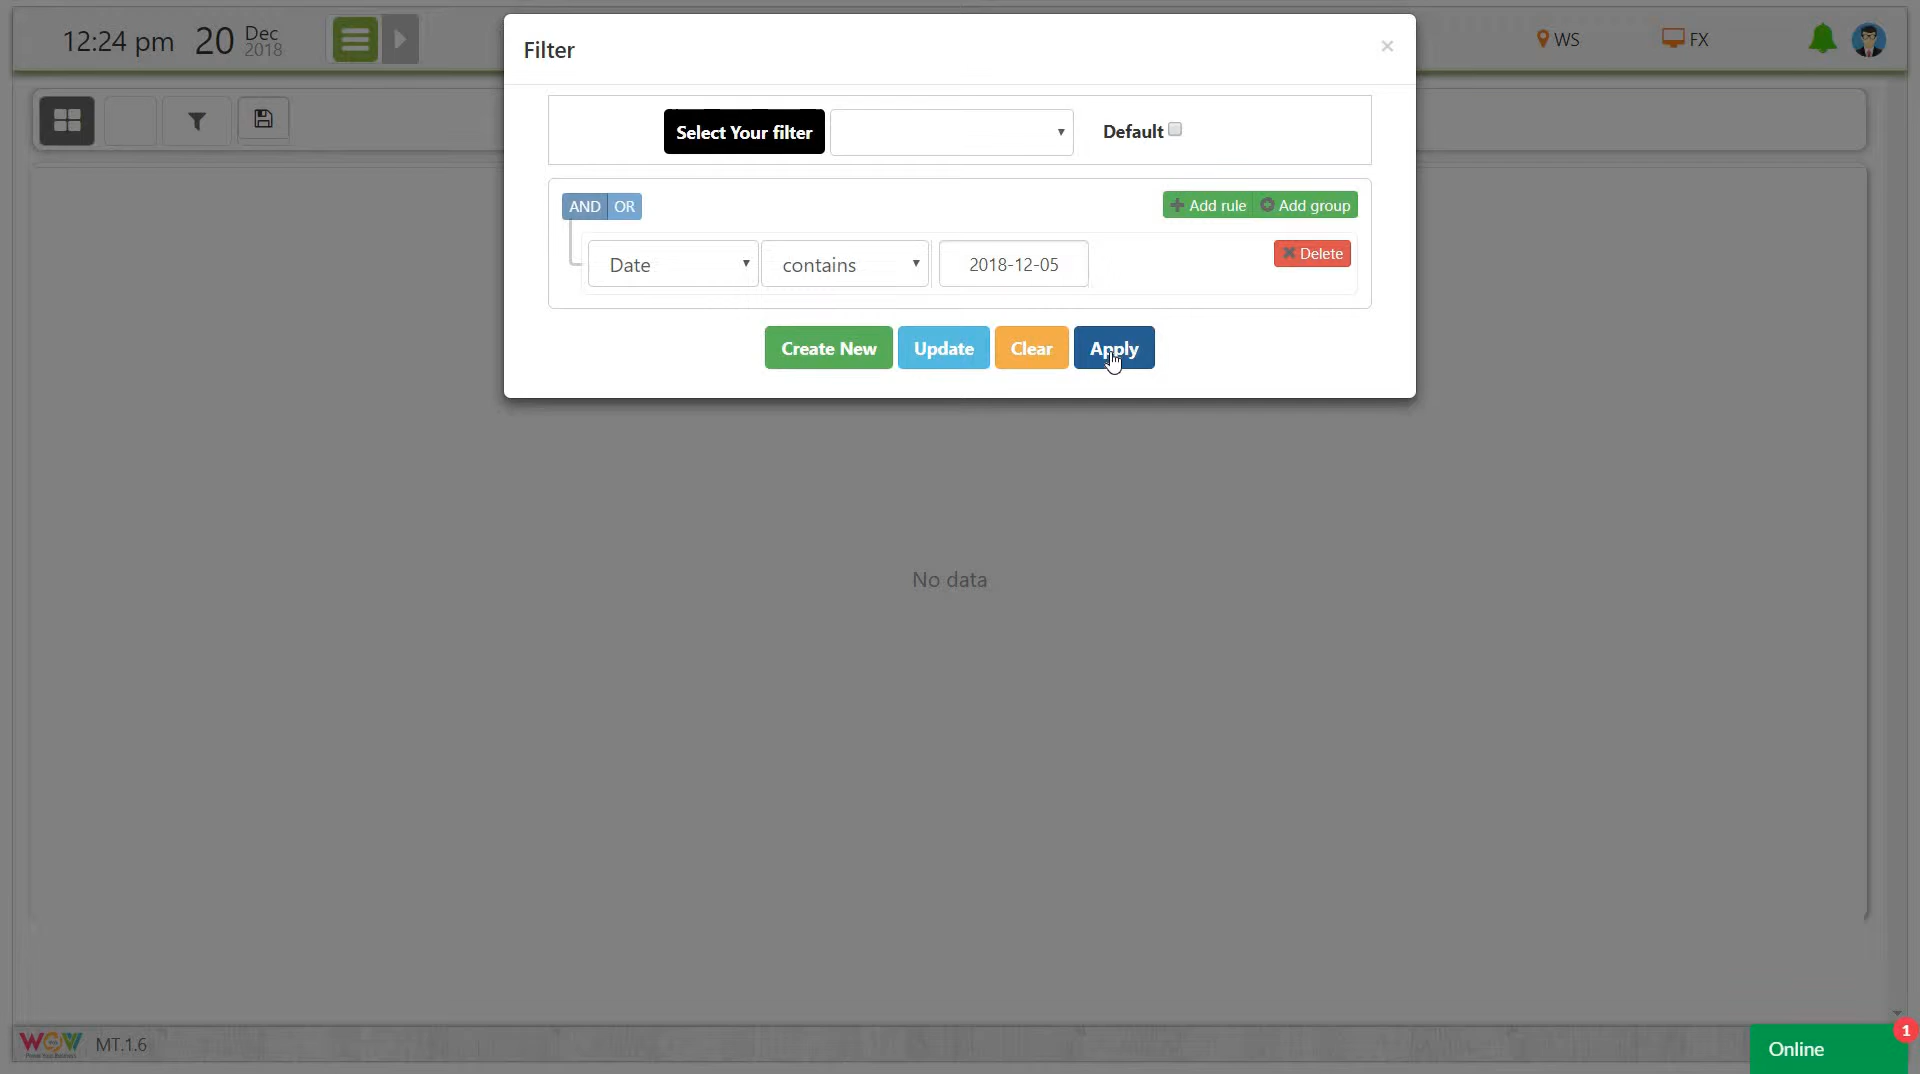 12:24 pm 20 Dec 2018
Filter
×
WS
FX
Select Your filter
Default
AND OR
Add rule Add group
Date contains 2018-12-05
Delete
Create New Update Clear Apply
No data
WOW
MT.1.6
Online
1